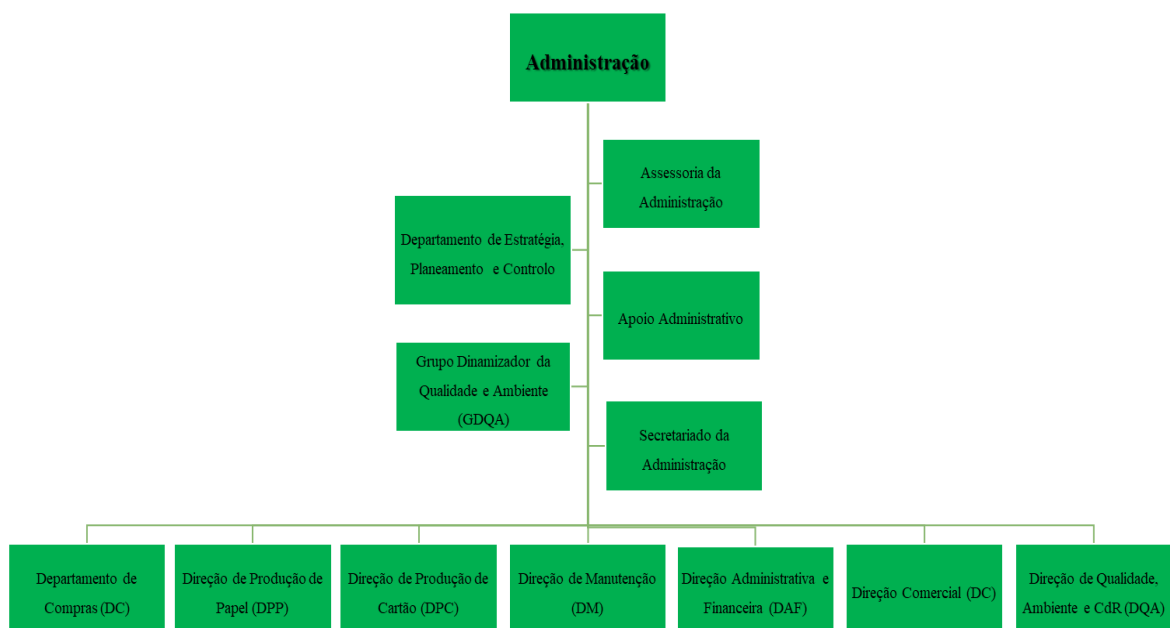 Administração
Assessoria da
Administração
Departamento de Estratégia,
Planeamento e Controlo
Apoio Administrativo
Grupo Dinamizador da
Qualidade e Ambiente
(GDQA)
Secretariado da
Administração
Departamento de
Compras (DC)
Direção de Produção de
Papel (DPP)
Direção de Produção de
Cartão (DPC)
Direção de Manutenção
(DM)
Direção Administrativa e
Financeira (DAF)
Direção Comercial (DC)
Direção de Qualidade,
Ambiente e CdR (DQA)